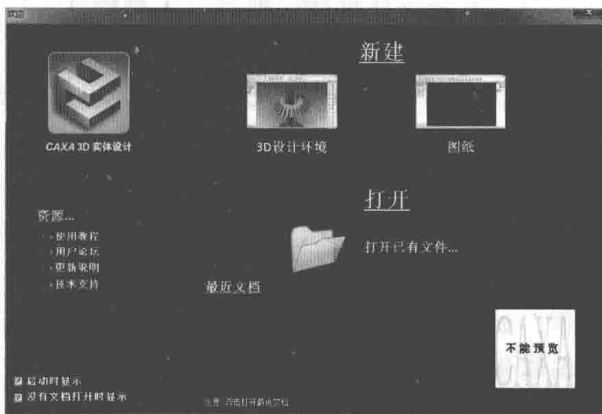 新建
CAXA 3D 实体设计
3D设计环境
图纸
打开
打开已有文件...
资源...
使用教程
用户论坛
更新说明
技术支持
最近文档
不能预览
启动时显示
没有文档打开时显示